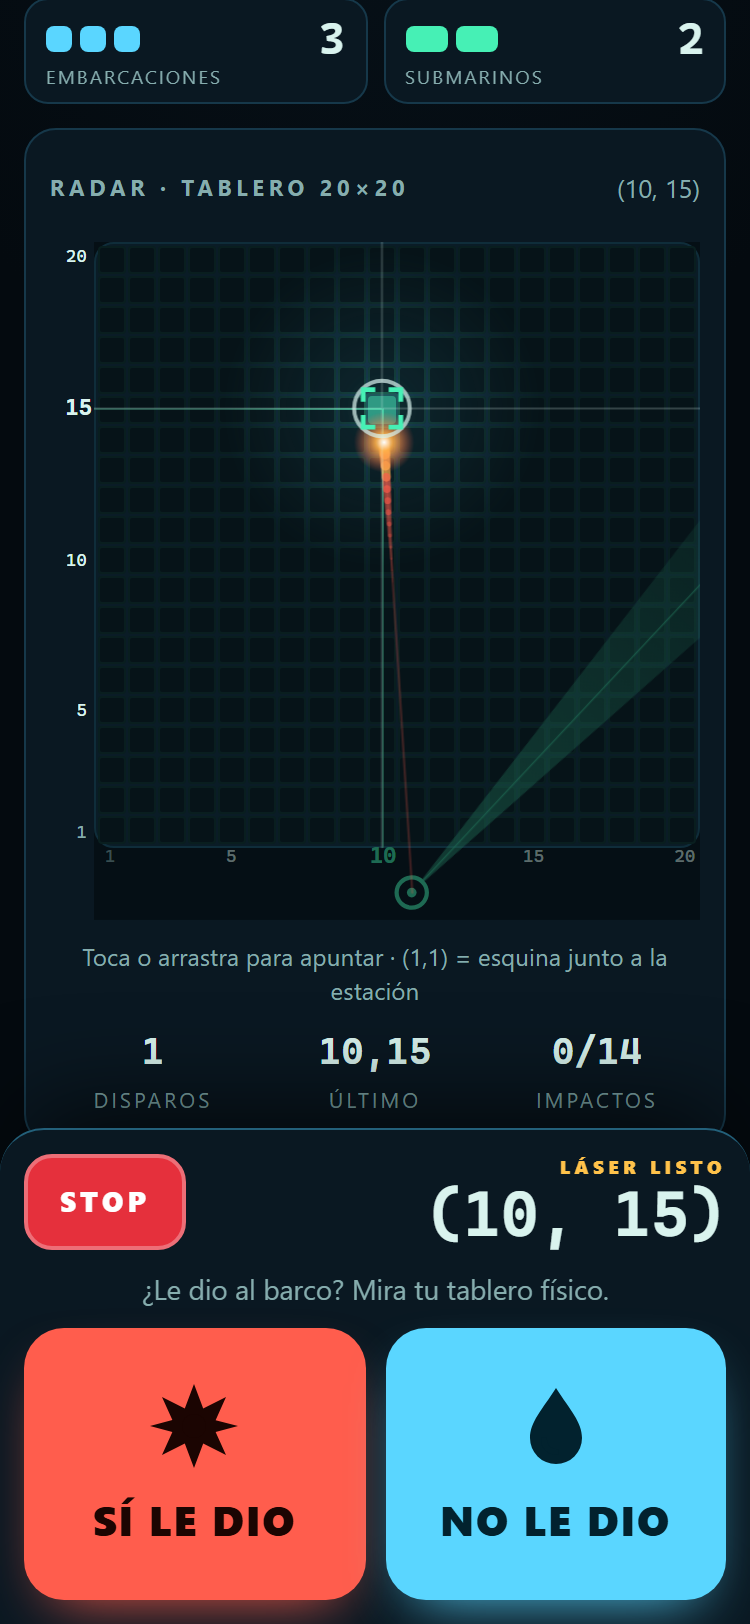 3
EMBARCACIONES
2
SUBMARINOS
RADAR · TABLERO 20×20
(10, 15)
20
15
10
5
1
1 5 10 15 20
Toca o arrastra para apuntar · (1,1) = esquina junto a la
estación
1
DISPAROS
10,15
ÚLTIMO
0/14
IMPACTOS
STOP
LÁSER LISTO
(10, 15)
¿Le dio al barco? Mira tu tablero físico.
SÍ LE DIO
NO LE DIO